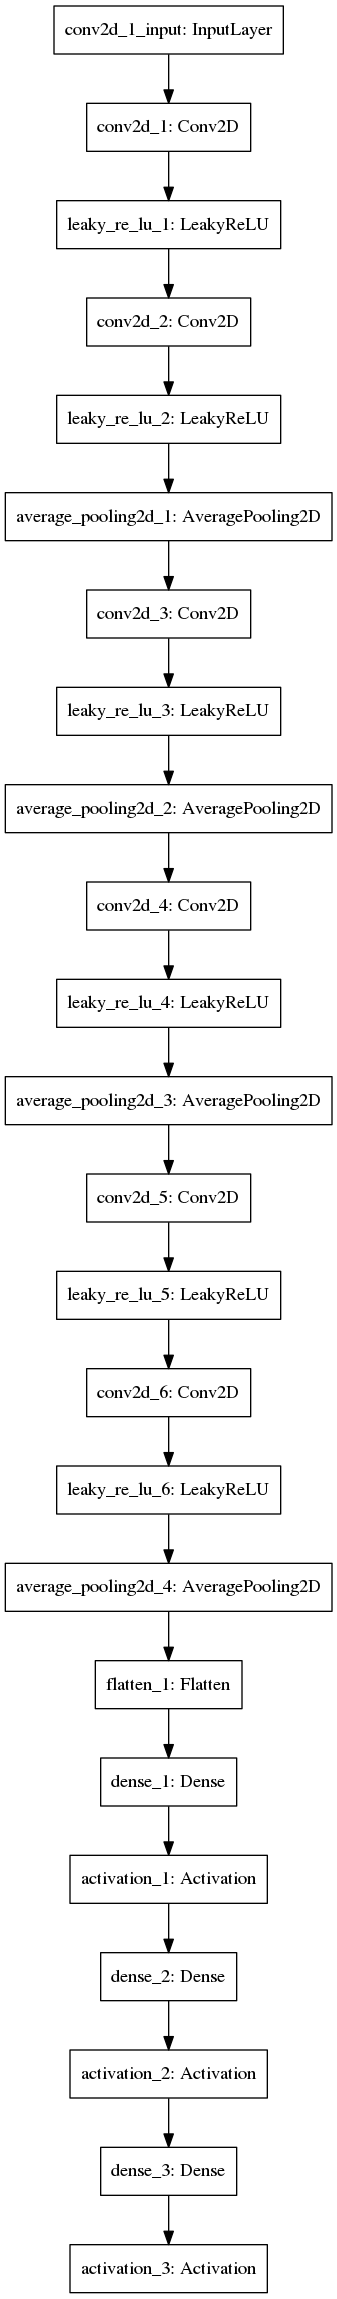 conv2d_1_input: InputLayer
conv2d_1: Conv2D
leaky_re_lu_1: LeakyReLU
conv2d_2: Conv2D
leaky_re_lu_2: LeakyReLU
average_pooling2d_1: AveragePooling2D
conv2d_3: Conv2D
leaky_re_lu_3: LeakyReLU
average_pooling2d_2: AveragePooling2D
conv2d_4: Conv2D
leaky_re_lu_4: LeakyReLU
average_pooling2d_3: AveragePooling2D
conv2d_5: Conv2D
leaky_re_lu_5: LeakyReLU
conv2d_6: Conv2D
leaky_re_lu_6: LeakyReLU
average_pooling2d_4: AveragePooling2D
flatten_1: Flatten
dense_1: Dense
activation_1: Activation
dense_2: Dense
activation_2: Activation
dense_3: Dense
activation_3: Activation